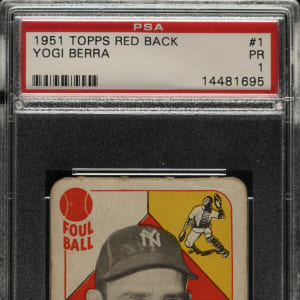 PSA
1951 TOPPS RED BACK #1
YOGI BERRA PR
1
14481695
FOUL
BALL
NY